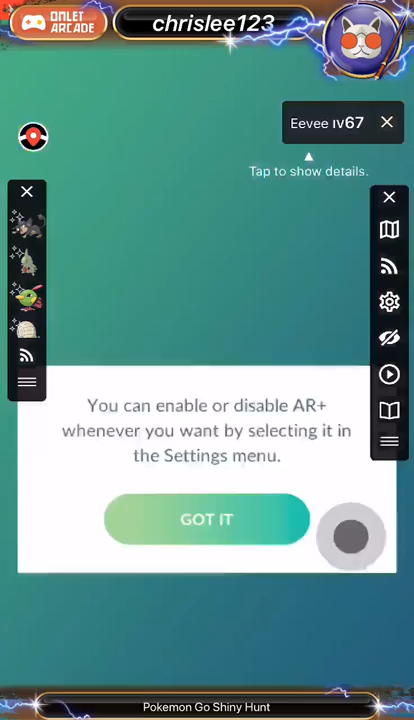 OMLET
ARCADE
chrislee123
Eevee IV67
Tap to show details.
You can enable or disable AR+
whenever you want by selecting it in
the Settings menu.
GOT IT
Pokemon Go Shiny Hunt